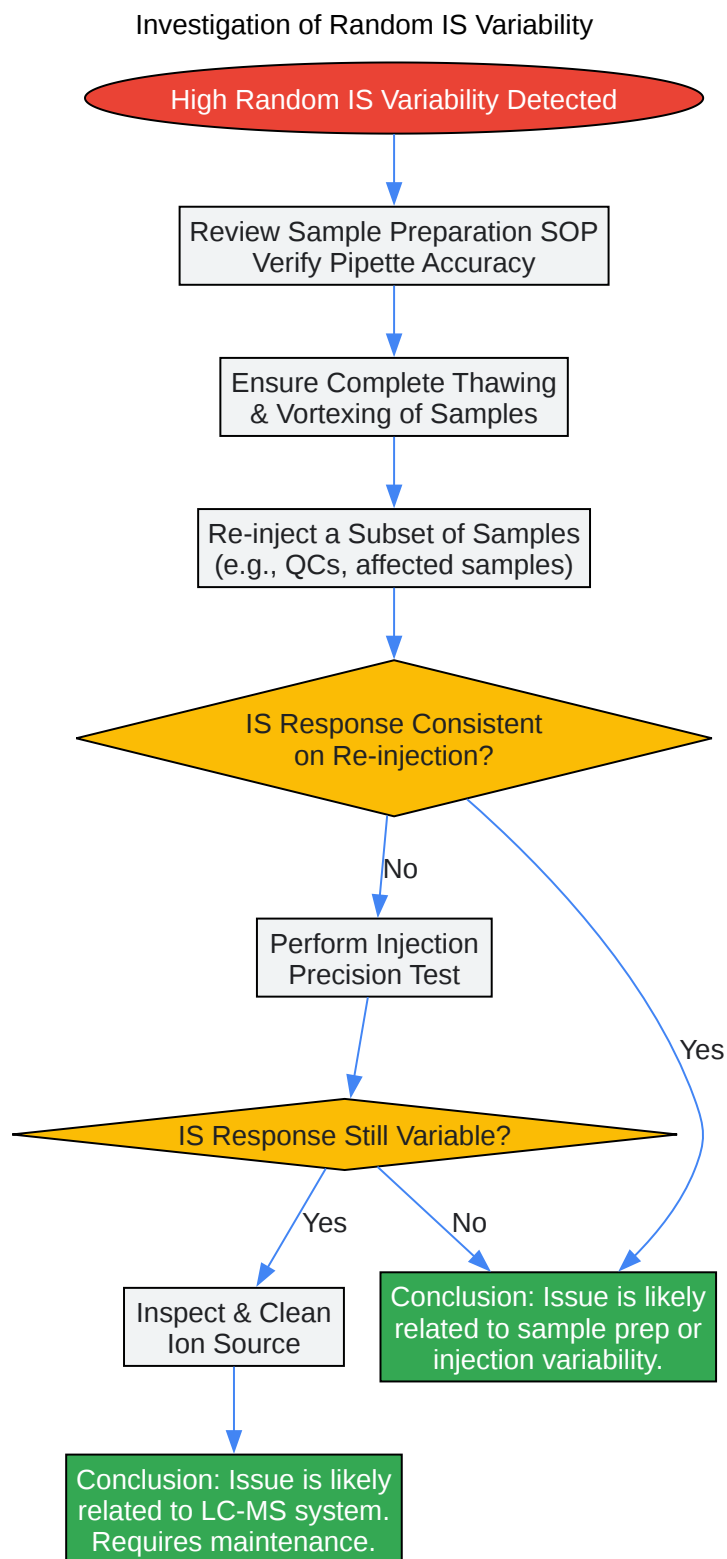 Investigation of Random IS Variability
High Random IS Variability Detected
Review Sample Preparation SOP
Verify Pipette Accuracy
Ensure Complete Thawing
& Vortexing of Samples
Re-inject a Subset of Samples
(e.g., QCs, affected samples)
IS Response Consistent
on Re-injection?
No
Perform Injection
Precision Test
Yes
IS Response Still Variable?
Yes
No
Inspect & Clean
Ion Source
Conclusion: Issue is likely
related to sample prep or
injection variability.
Conclusion: Issue is likely
related to LC-MS system.
Requires maintenance.